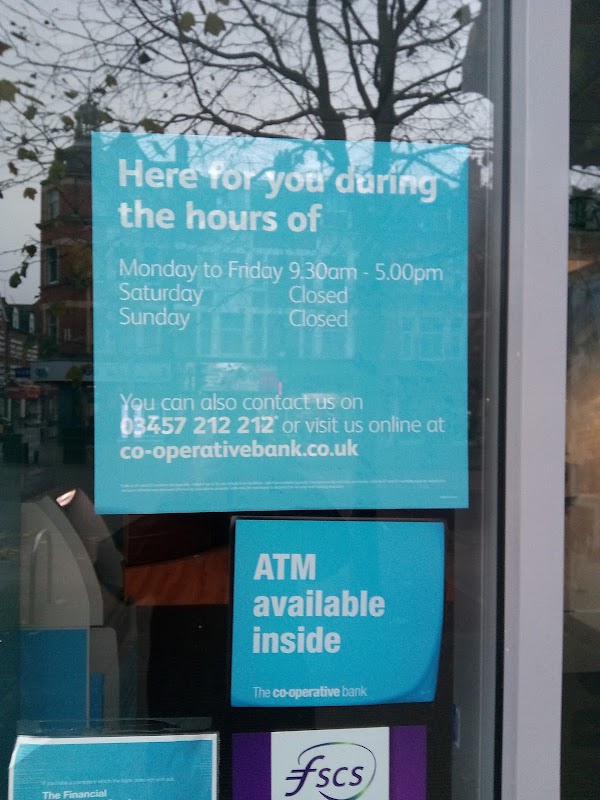 Here for you during
the hours of
Monday to Friday 9.30am - 5.00pm
Saturday Closed
Sunday Closed
You can also contact us on
03457 212 212* or visit us online at
co-operativebank.co.uk
ATM
available
inside
The co-operative bank
fscs
The Financial